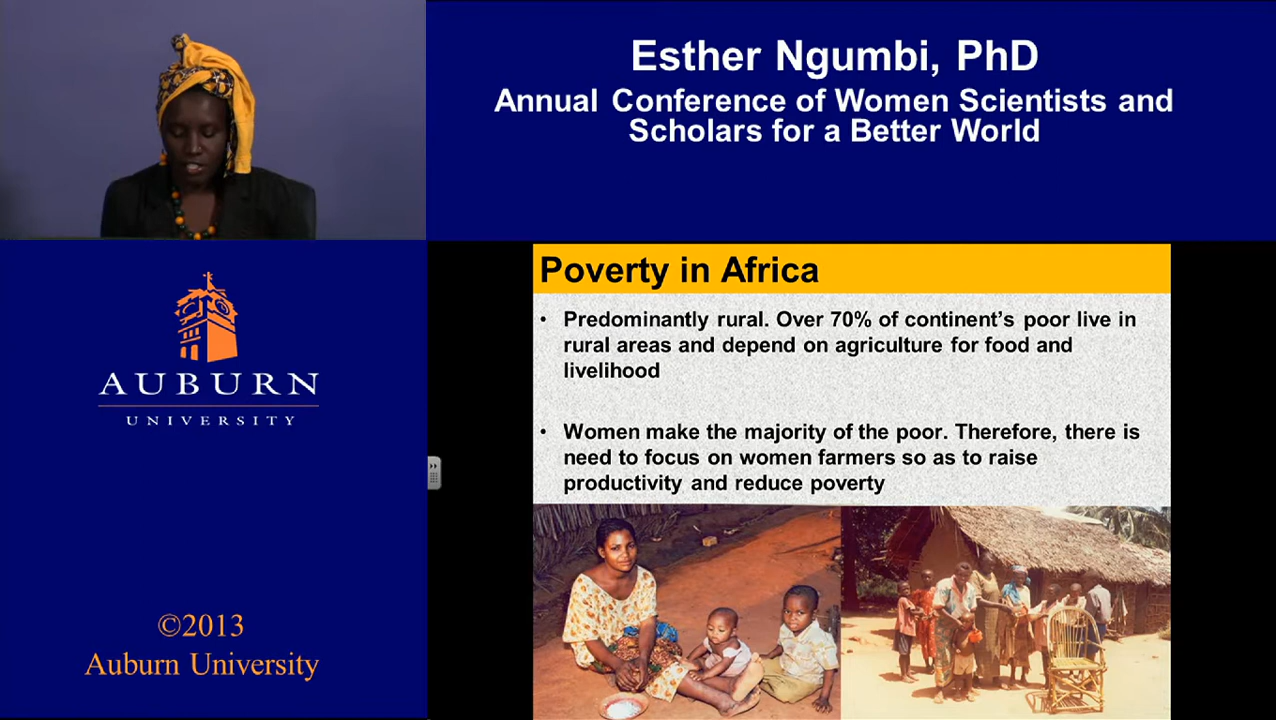 Esther Ngumbi, PhD
Annual Conference of Women Scientists and
Scholars for a Better World
AUBURN
UNIVERSITY
©2013
Auburn University
Poverty in Africa
• Predominantly rural. Over 70% of continent's poor live in
rural areas and depend on agriculture for food and
livelihood
• Women make the majority of the poor. Therefore, there is
need to focus on women farmers so as to raise
productivity and reduce poverty